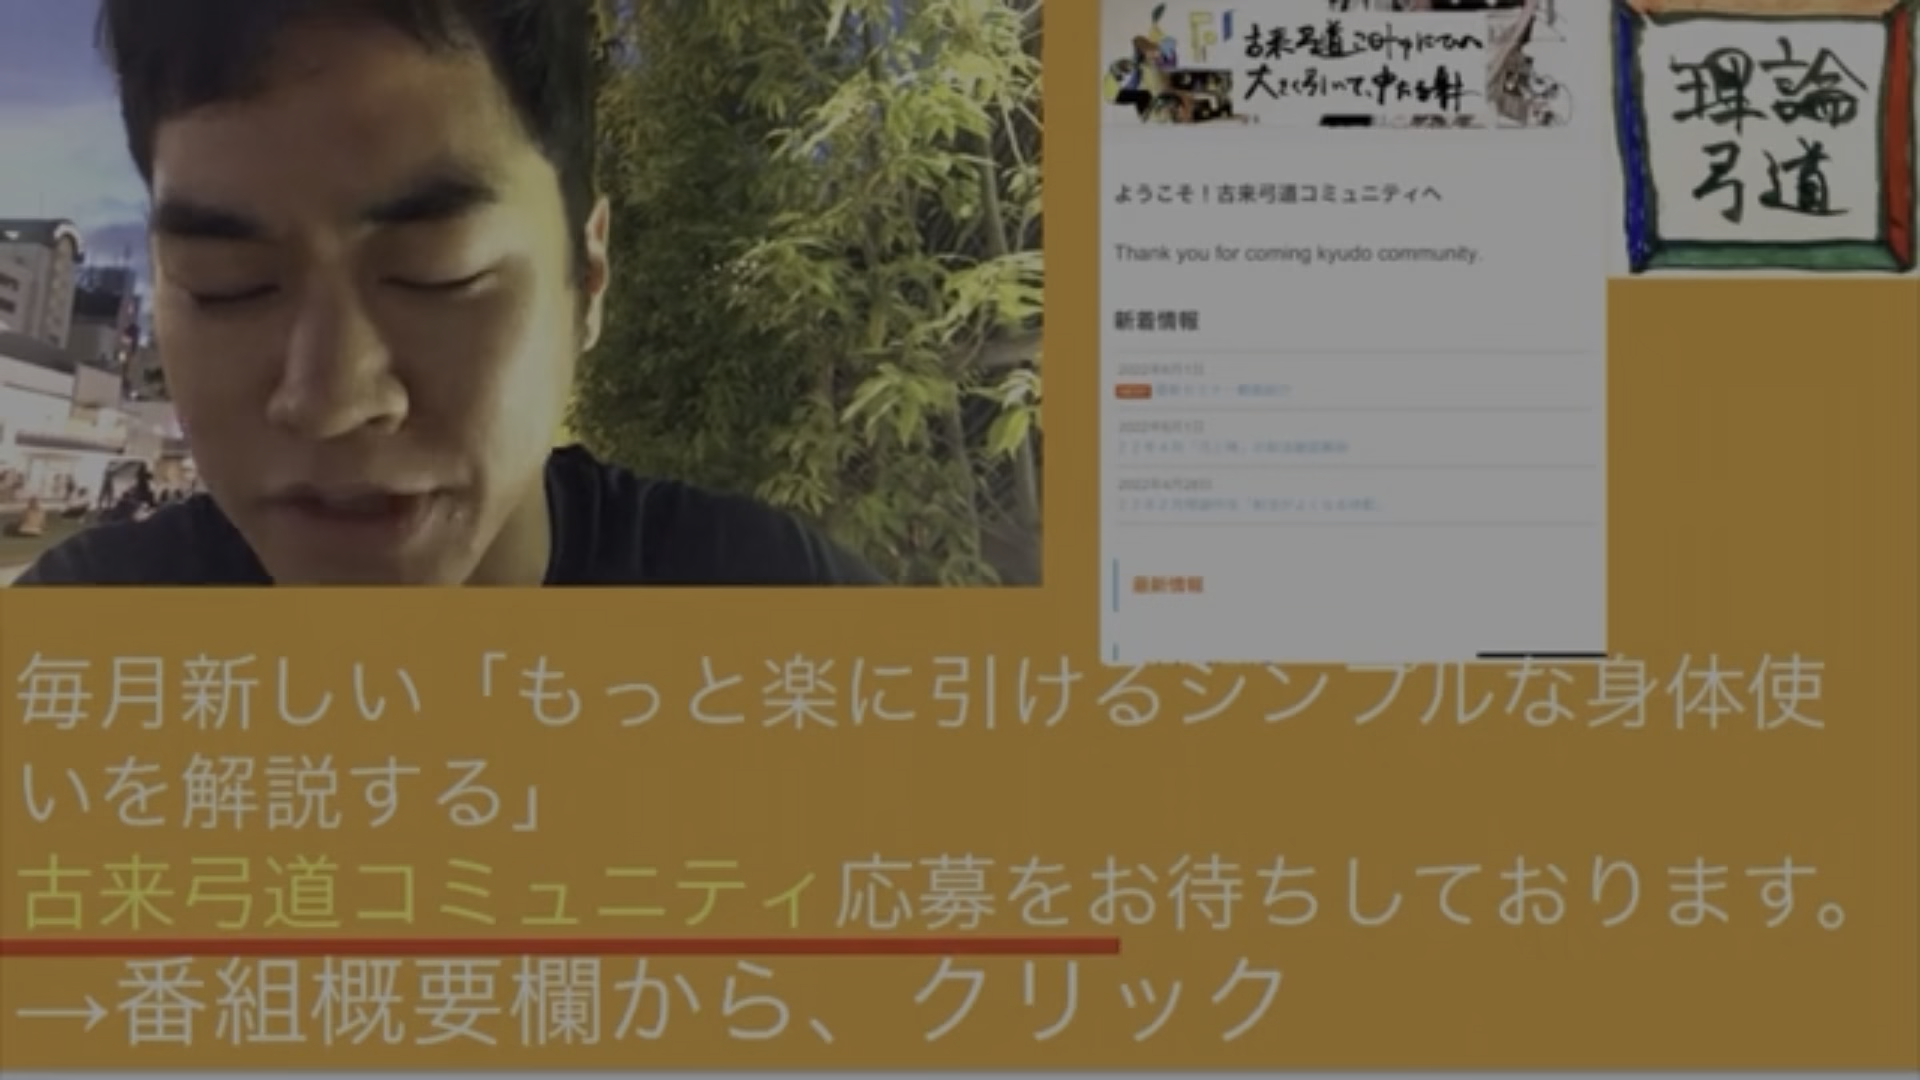 古来弓道コミュニティへ
大きく引いて、中たる射
理論
弓道
ようこそ！古来弓道コミュニティへ
Thank you for coming kyudo community.
新着情報
最新情報
毎月新しい「もっと楽に引けるシンプルな身体使
いを解説する」
古来弓道コミュニティ応募をお待ちしております。
→番組概要欄から、クリック